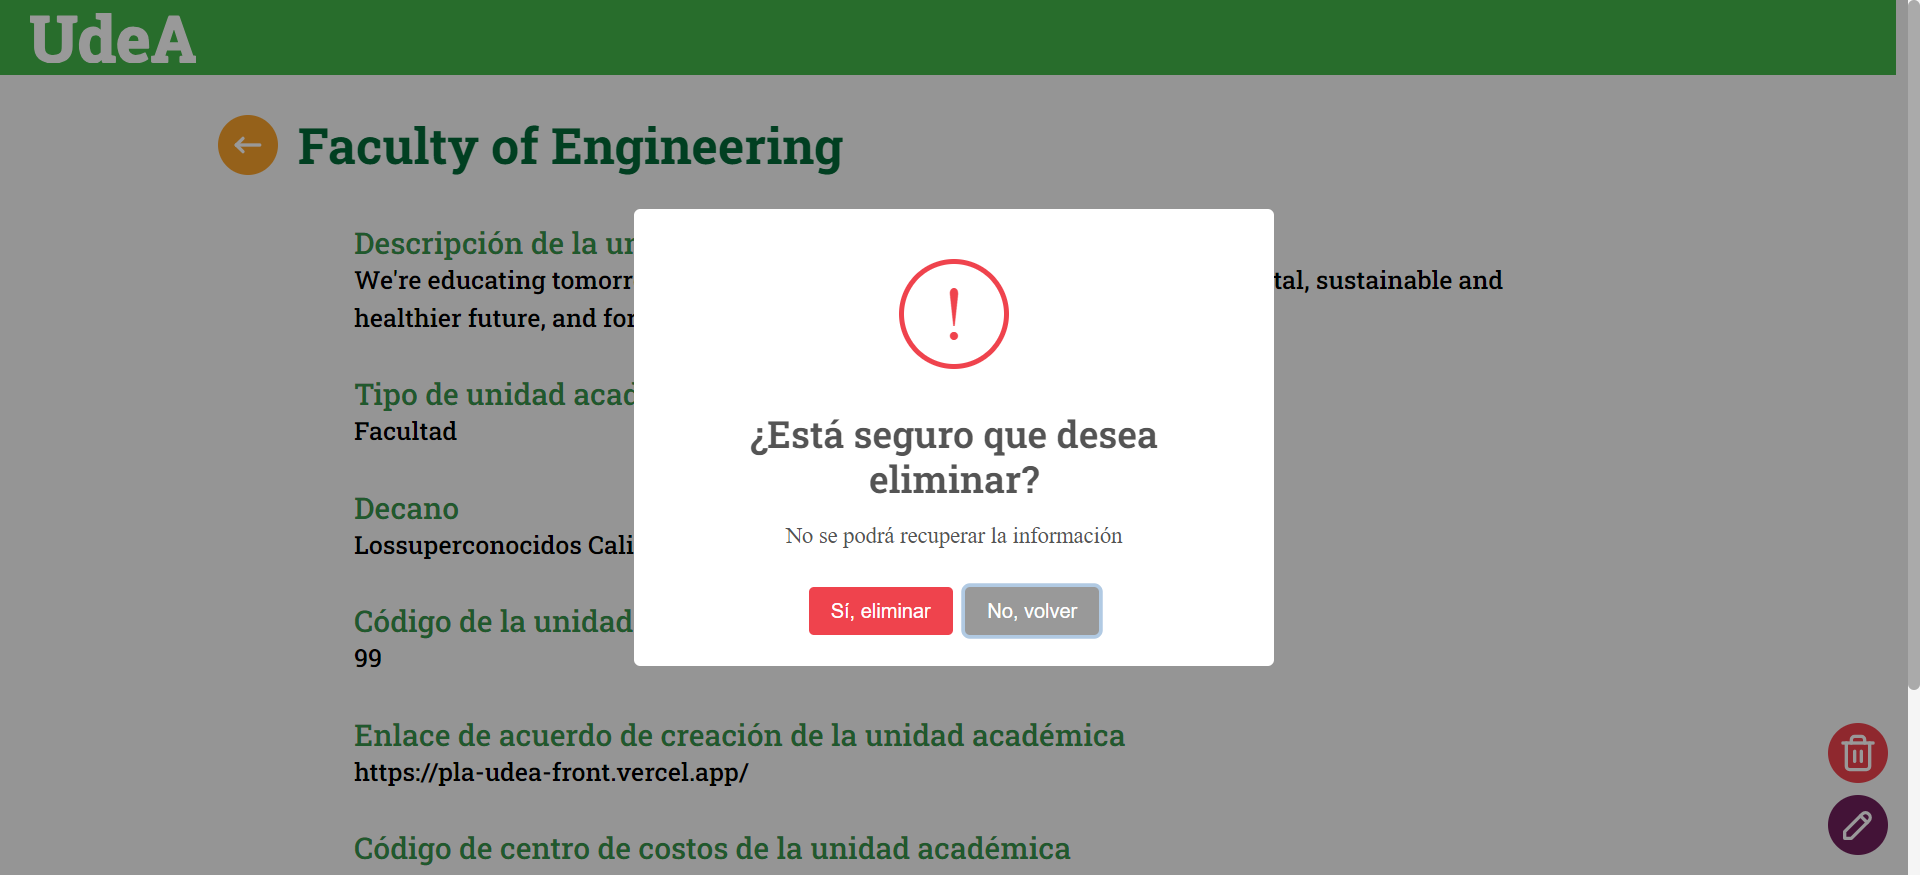 UdeA
Faculty of Engineering
Descripción de la
We're educating tomorr
tal, sustainable and
healthier future, and for
Tipo de unidad acad
Facultad
Decano
Lossuperconocidos Cali
Código de la unidad
99
Enlace de acuerdo de creación de la unidad académica
https://pla-udea-front.vercel.app/
Código de centro de costos de la unidad académica
!
¿Está seguro que desea
eliminar?
No se podrá recuperar la información
Sí, eliminar
No, volver